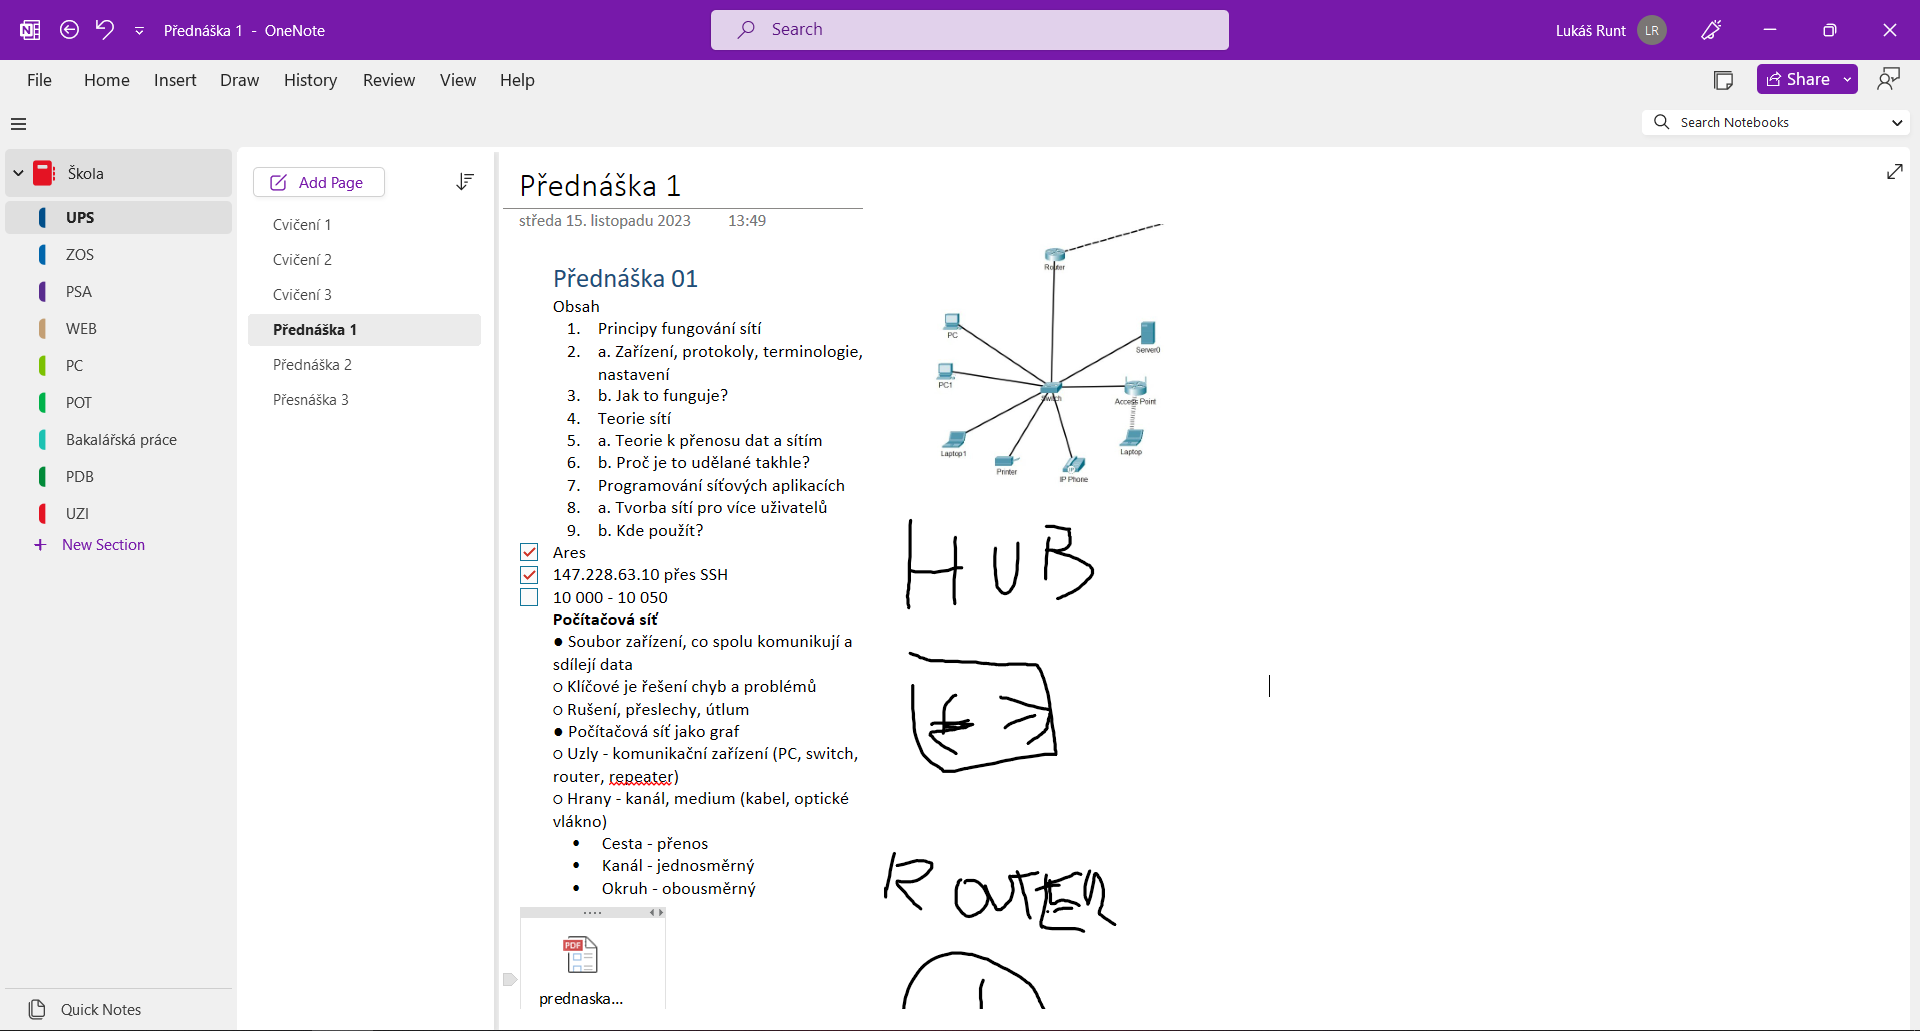 Přednáška 1 - OneNote
Search
Lukáš Runt
LR
File Home Insert Draw History Review View Help
Share
Search Notebooks
Škola
UPS
ZOS
PSA
WEB
PC
POT
Bakalářská práce
PDB
UZI
New Section
Quick Notes
Add Page
Cvičení 1
Cvičení 2
Cvičení 3
Přednáška 1
Přednáška 2
Přesnáška 3
Přednáška 1
středa 15. listopadu 2023 13:49
Přednáška 01
Obsah
1. Principy fungování sítí
2. a. Zařízení, protokoly, terminologie,
nastavení
3. b. Jak to funguje?
4. Teorie sítí
5. a. Teorie k přenosu dat a sítím
6. b. Proč je to udělané takhle?
7. Programování síťových aplikacích
8. a. Tvorba sítí pro více uživatelů
9. b. Kde použít?
Ares
147.228.63.10 přes SSH
10 000 - 10 050
Počítačová síť
● Soubor zařízení, co spolu komunikují a
sdílejí data
○ Klíčové je řešení chyb a problémů
○ Rušení, přeslechy, útlum
● Počítačová síť jako graf
○ Uzly - komunikační zařízení (PC, switch,
router, repeater)
○ Hrany - kanál, medium (kabel, optické
vlákno)
• Cesta - přenos
• Kanál - jednosměrný
• Okruh - obousměrný
PDF
prednaska...
Router
PC
Server0
PC1
Switch
Access Point
Laptop1
Laptop
Printer
IP Phone
HUB
ROUTER